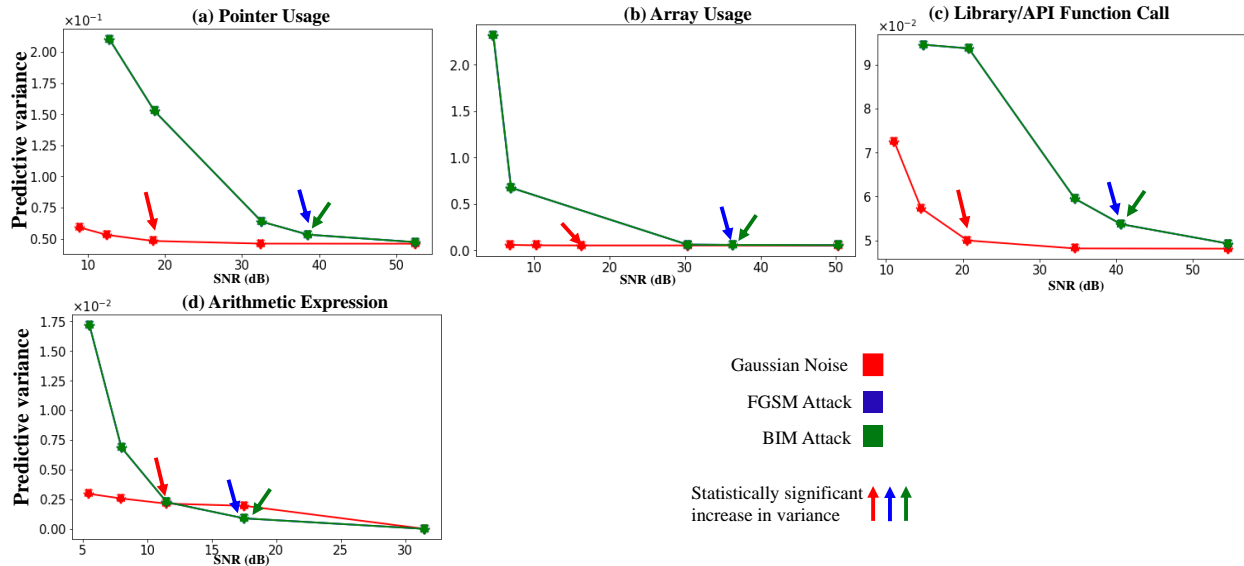 (a) Pointer Usage
×10⁻¹
Predictive variance
2.00
1.75
1.50
1.25
1.00
0.75
0.50
10 20 30 40 50
SNR (dB)
(b) Array Usage
2.0
1.5
1.0
0.5
0.0
10 20 30 40 50
SNR (dB)
(c) Library/API Function Call
×10⁻²
9
8
7
6
5
10 20 30 40 50
SNR (dB)
(d) Arithmetic Expression
×10⁻²
Predictive variance
1.75
1.50
1.25
1.00
0.75
0.50
0.25
0.00
5 10 15 20 25 30
SNR (dB)
Gaussian Noise
FGSM Attack
BIM Attack
Statistically significant
increase in variance